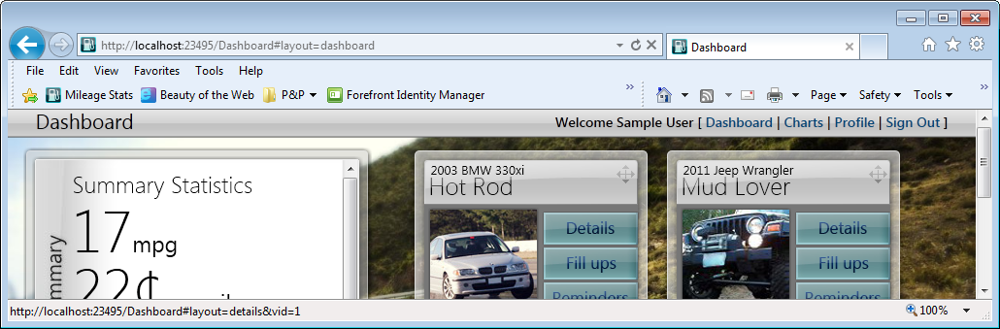 http://localhost:23495/Dashboard#layout=dashboard
Dashboard
File Edit View Favorites Tools Help
Mileage Stats Beauty of the Web P&P Forefront Identity Manager
Page Safety Tools
Dashboard
Welcome Sample User [ Dashboard | Charts | Profile | Sign Out ]
Summary Statistics
17 mpg
22¢
2003 BMW 330xi
Hot Rod
Details
Fill ups
Reminders
2011 Jeep Wrangler
Mud Lover
Details
Fill ups
Reminders
http://localhost:23495/Dashboard#layout=details&vid=1
100%